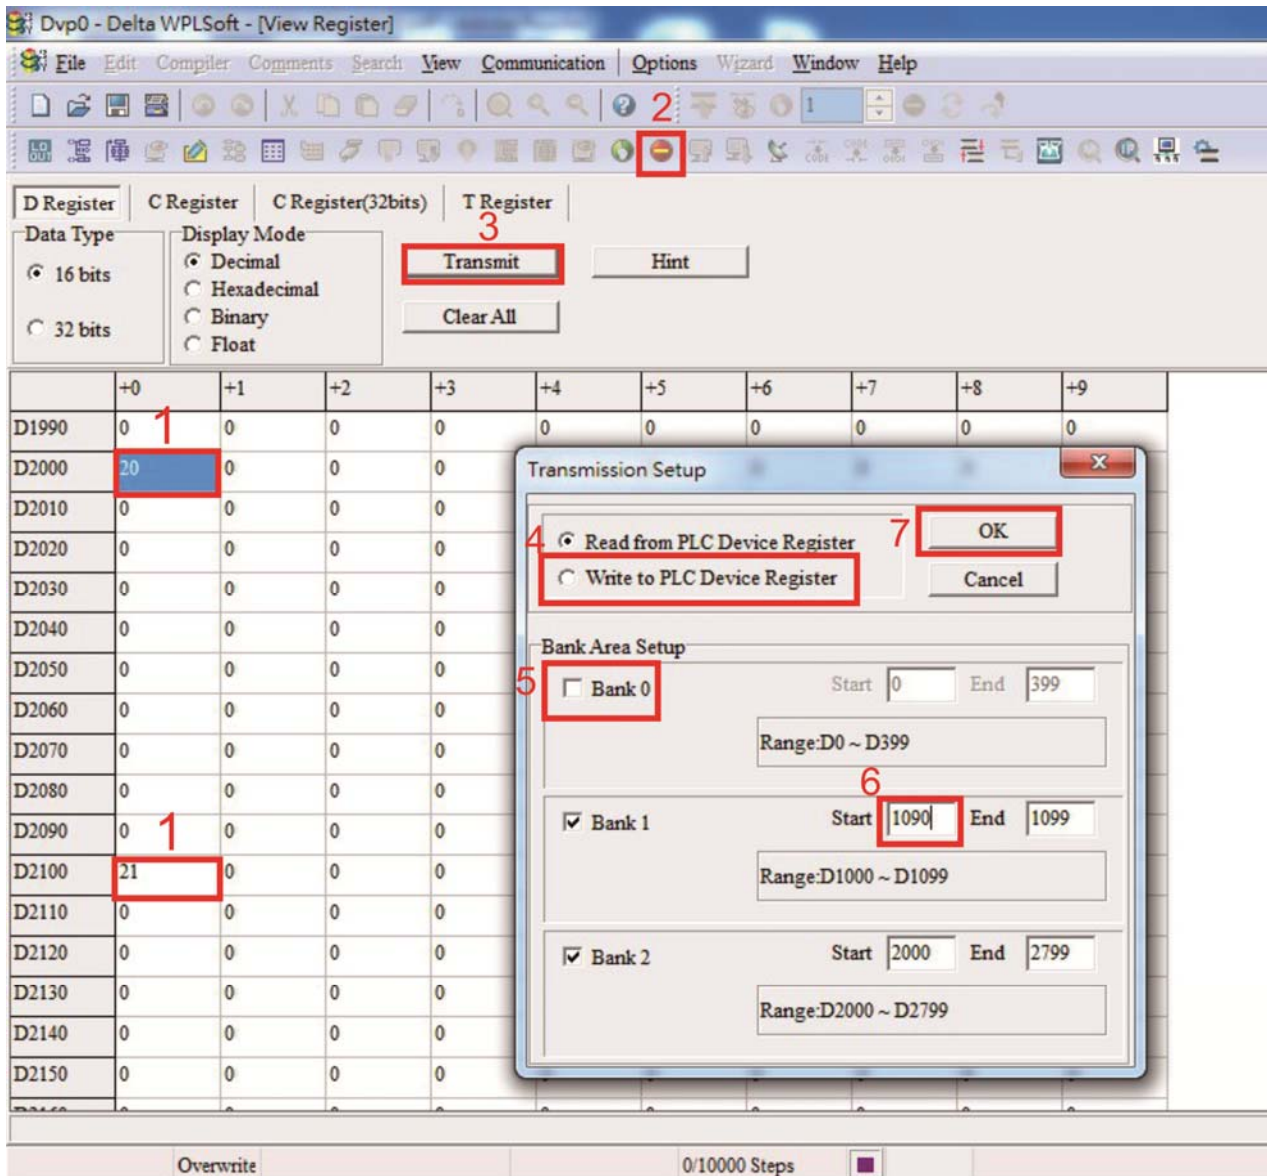 Dvp0 - Delta WPLSoft - [View Register]
File Edit Compiler Comments Search View Communication Options Wizard Window Help
2 1
D Register C Register C Register(32bits) T Register
3
Data Type Display Mode
16 bits Decimal Transmit Hint
Hexadecimal
32 bits Binary Clear All
Float
+0 +1 +2 +3 +4 +5 +6 +7 +8 +9
D1990 0 1 0 0 0 0 0 0 0 0 0
D2000 20 0 0 0
D2010 0 0 0 0
D2020 0 0 0 0
D2030 0 0 0 0
D2040 0 0 0 0
D2050 0 0 0 0
D2060 0 0 0 0
D2070 0 0 0 0
D2080 0 0 0 0
D2090 0 1 0 0 0
D2100 21 0 0 0
D2110 0 0 0 0
D2120 0 0 0 0
D2130 0 0 0 0
D2140 0 0 0 0
D2150 0 0 0 0
Transmission Setup
4 Read from PLC Device Register 7 OK
Write to PLC Device Register Cancel
Bank Area Setup
5 Bank 0 Start 0 End 399
Range:D0 ~ D399
6
Bank 1 Start 1090 End 1099
Range:D1000 ~ D1099
Bank 2 Start 2000 End 2799
Range:D2000 ~ D2799
Overwrite 0/10000 Steps